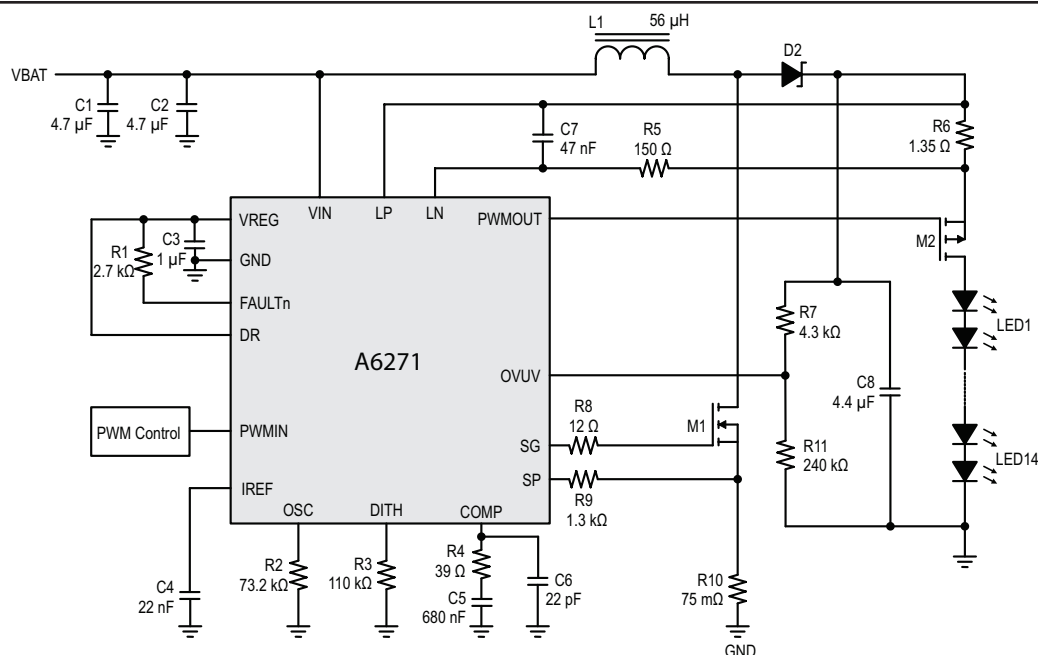 L1
56 µH
D2
VBAT
C1
4.7 µF
C2
4.7 µF
C7
47 nF
R5
150 Ω
R6
1.35 Ω
VREG
VIN
LP
LN
PWMOUT
M2
R1
2.7 kΩ
C3
1 µF
GND
FAULTn
DR
A6271
OVUV
R7
4.3 kΩ
LED1
C8
4.4 µF
PWM Control
PWMIN
R8
12 Ω
M1
SG
R11
240 kΩ
LED14
IREF
SP
R9
1.3 kΩ
OSC
DITH
COMP
C4
22 nF
R2
73.2 kΩ
R3
110 kΩ
R4
39 Ω
C5
680 nF
C6
22 pF
R10
75 mΩ
GND